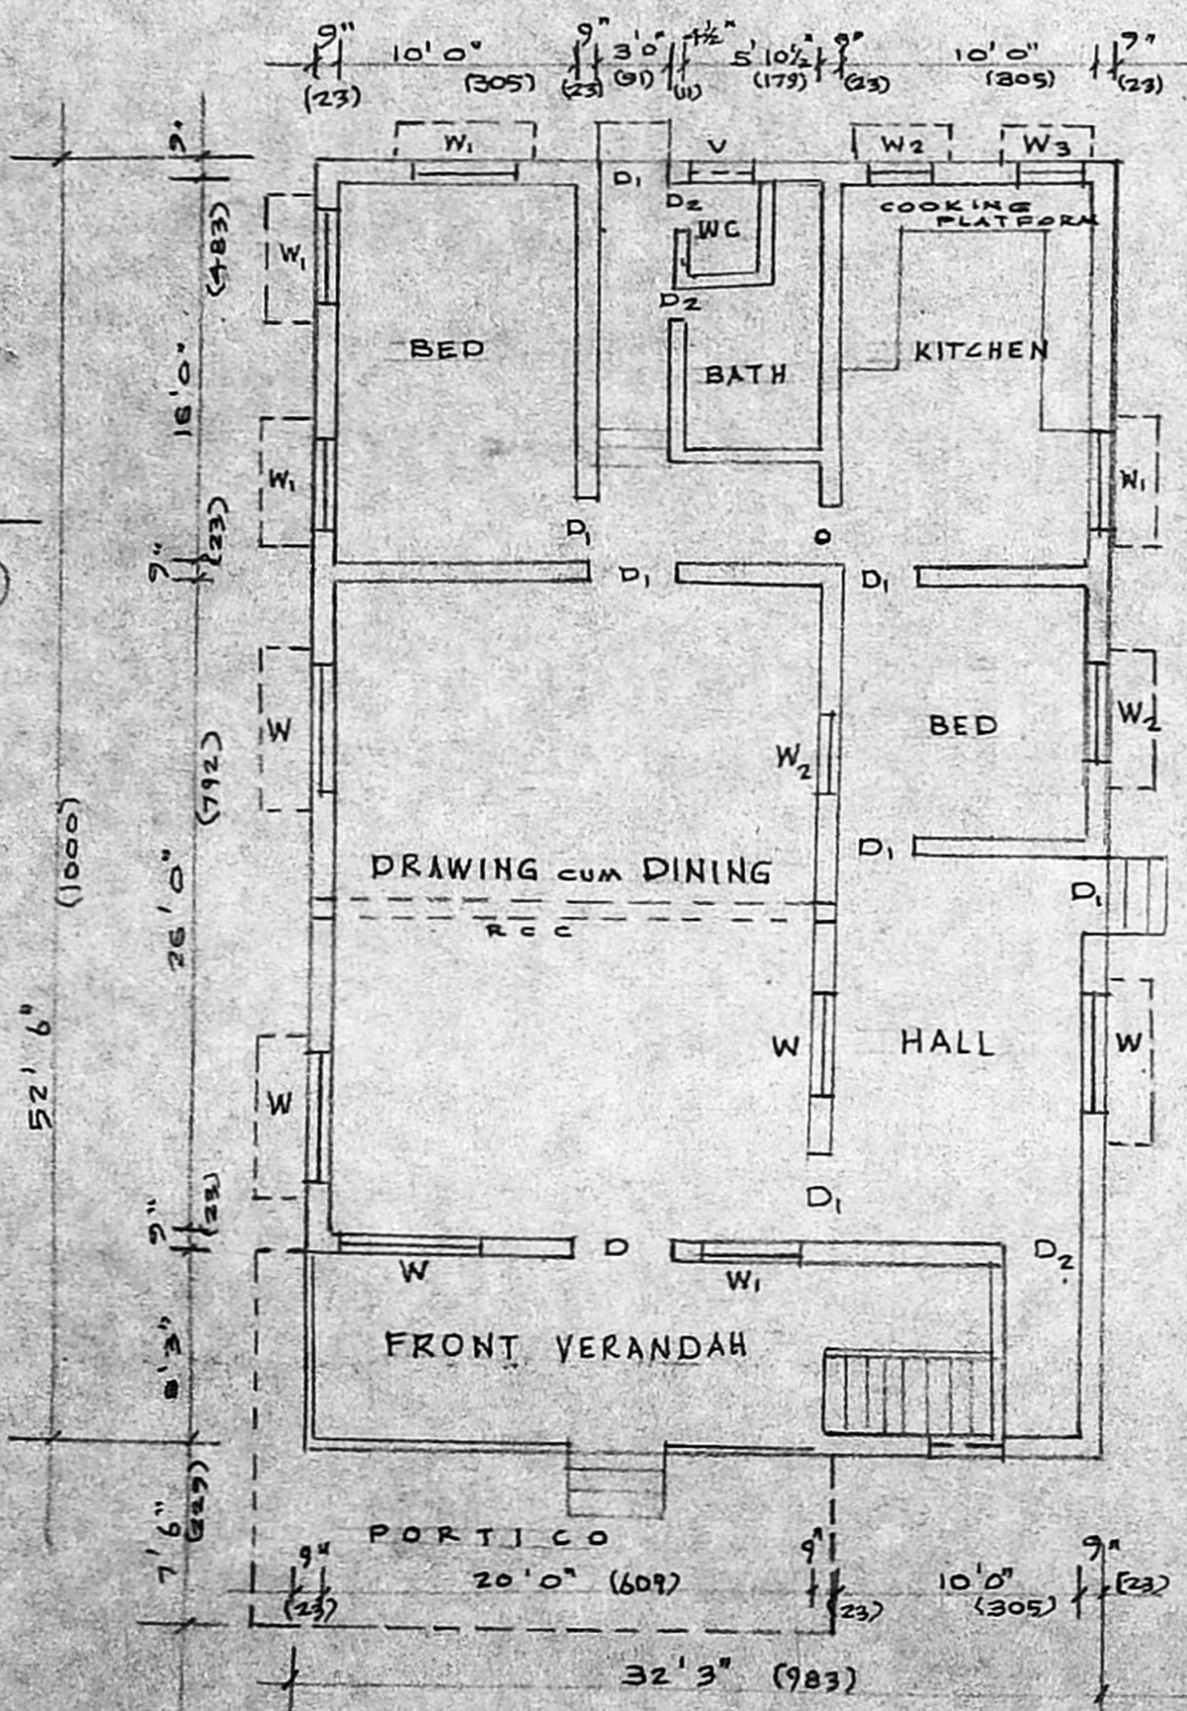 9" 10'0" 9" 3'0" 4½" 5'10½" 9" 10'0" 9"
(23) (305) (23) (91) (11) (179) (23) (305) (23)
9"
W1 D1 V W2 W3
COOKING
PLATFORM
D2
WC
(483)
W1
D2
BED
BATH
KITCHEN
W1
W1
(23)
D1
O
9"
D1
D1
W
W2
BED
W2
(792)
(1000)
DRAWING CUM DINING
D1
D1
RCC
26'0"
52'6"
W
HALL
W
W
9"
(23)
D1
D
D2
W
W1
8'3"
FRONT VERANDAH
7'6"
(229)
PORTICO
9" 20'0" (609) 9" 10'0" 9"
(23) (23) (305) (23)
32'3" (983)